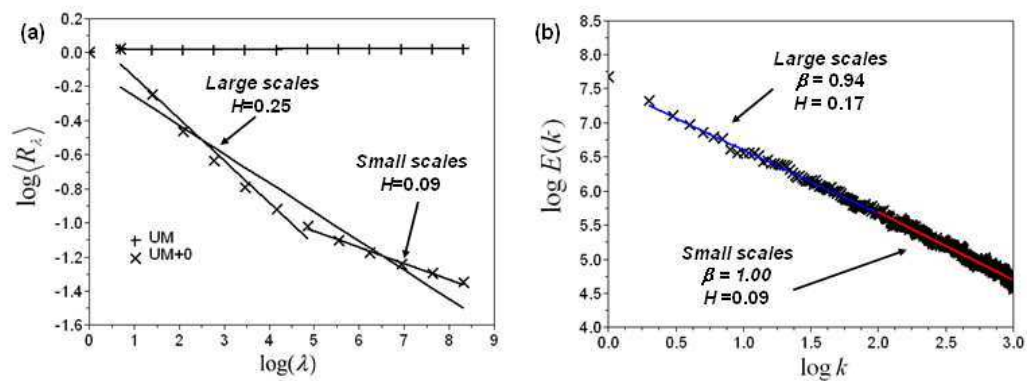 (a)
0.2
0.0
-0.2
-0.4
-0.6
-0.8
-1.0
-1.2
-1.4
-1.6
log⟨R_λ⟩
Large scales
H=0.25
Small scales
H=0.09
+ UM
× UM+0
0 1 2 3 4 5 6 7 8 9
log(λ)
(b)
8.5
8.0
7.5
7.0
6.5
6.0
5.5
5.0
4.5
4.0
log E(k)
Large scales
β = 0.94
H = 0.17
Small scales
β = 1.00
H =0.09
0.0 0.5 1.0 1.5 2.0 2.5 3.0
log k